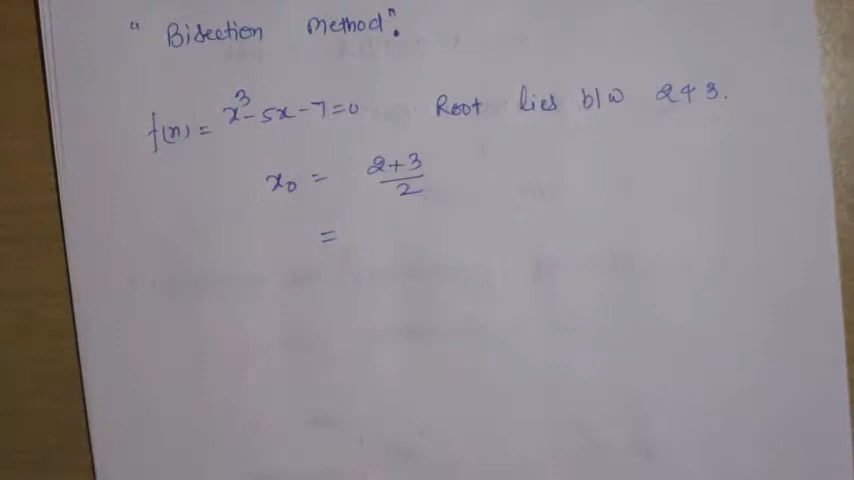 "Bisection Method".
f(x) = x³-5x-7=0 Root lies b/w 2 & 3.
x₀ = 2+3/2
=